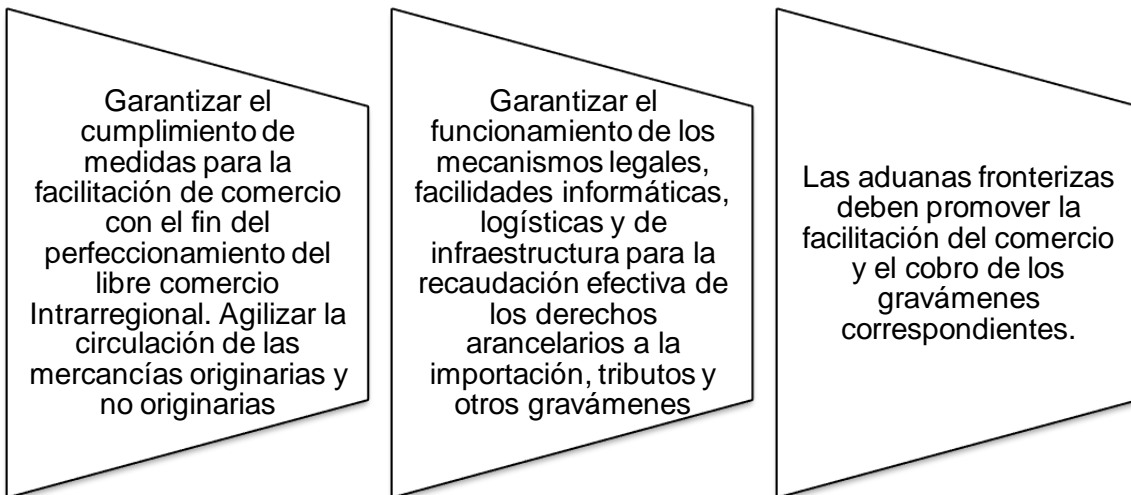 Garantizar el
cumplimiento de
medidas para la
facilitación de comercio
con el fin del
perfeccionamiento del
libre comercio
Intrarregional. Agilizar la
circulación de las
mercancías originarias y
no originarias
Garantizar el
funcionamiento de los
mecanismos legales,
facilidades informáticas,
logísticas y de
infraestructura para la
recaudación efectiva de
los derechos
arancelarios a la
importación, tributos y
otros gravámenes
Las aduanas fronterizas
deben promover la
facilitación del comercio
y el cobro de los
gravámenes
correspondientes.